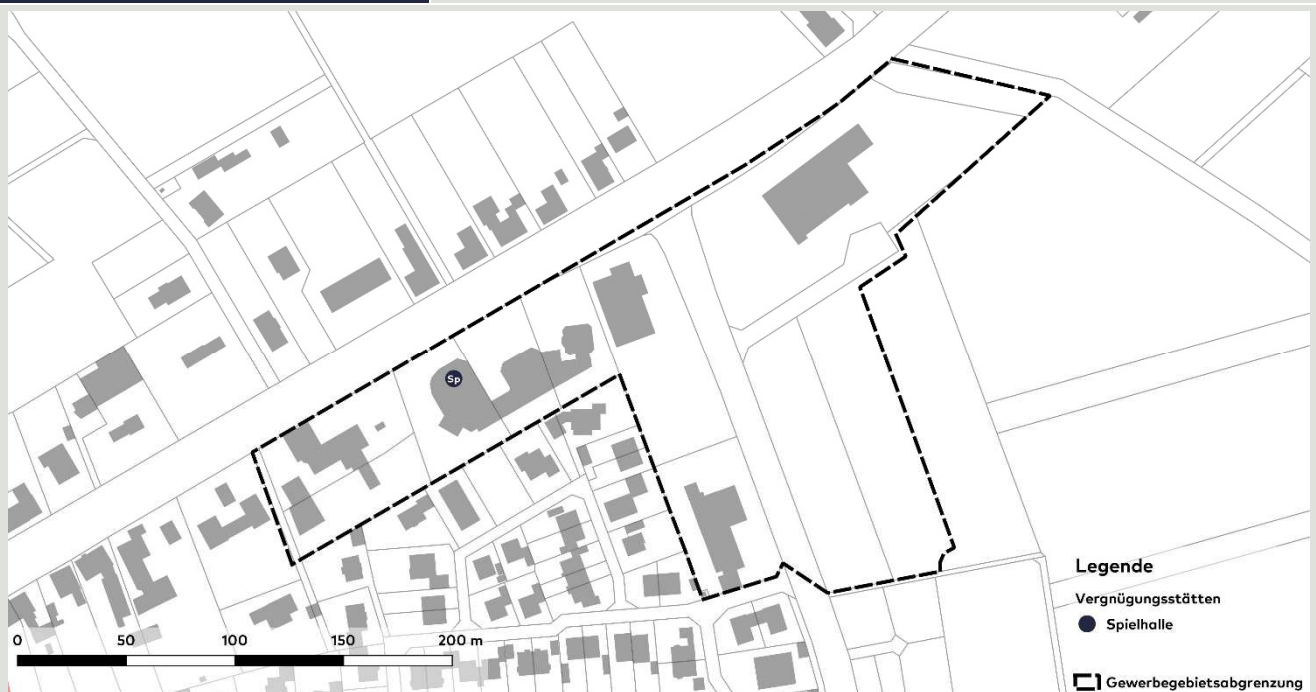 Sp
Legende
Vergnügungsstätten
Spielhalle
Gewerbegebietsabgrenzung
0 50 100 150 200 m